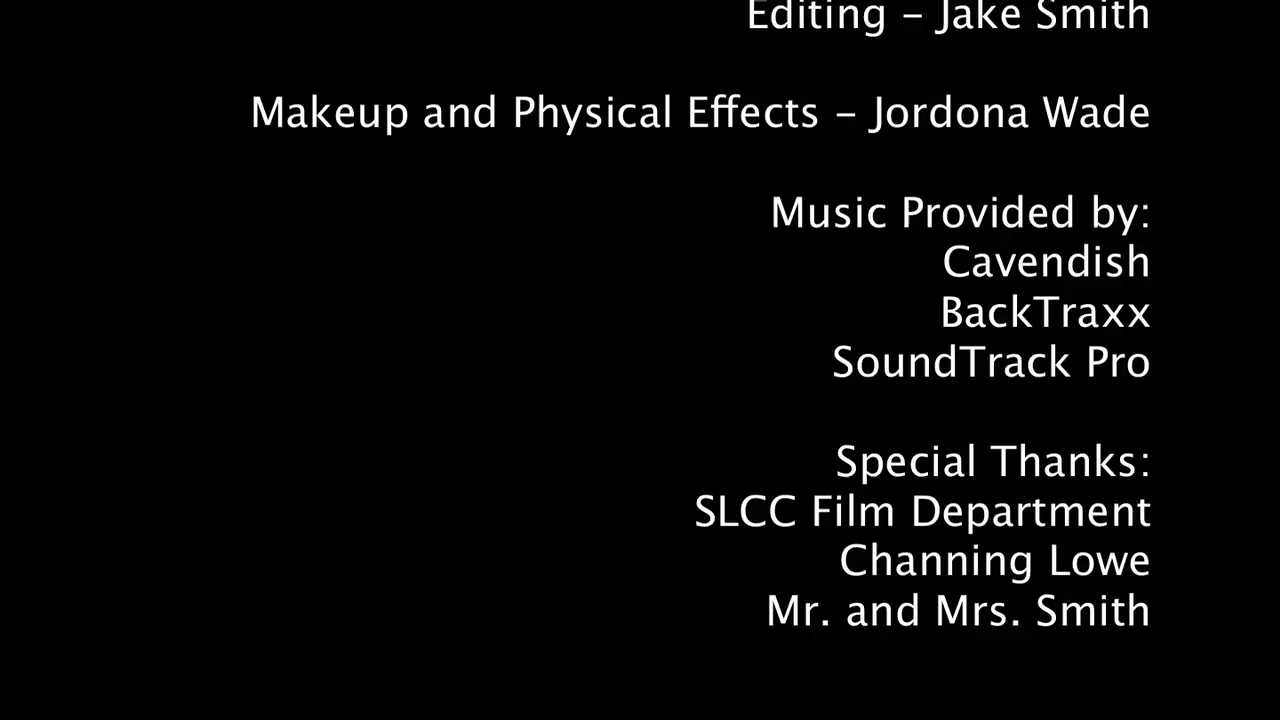 Editing – Jake Smith
Makeup and Physical Effects – Jordona Wade
Music Provided by:
Cavendish
BackTraxx
SoundTrack Pro
Special Thanks:
SLCC Film Department
Channing Lowe
Mr. and Mrs. Smith